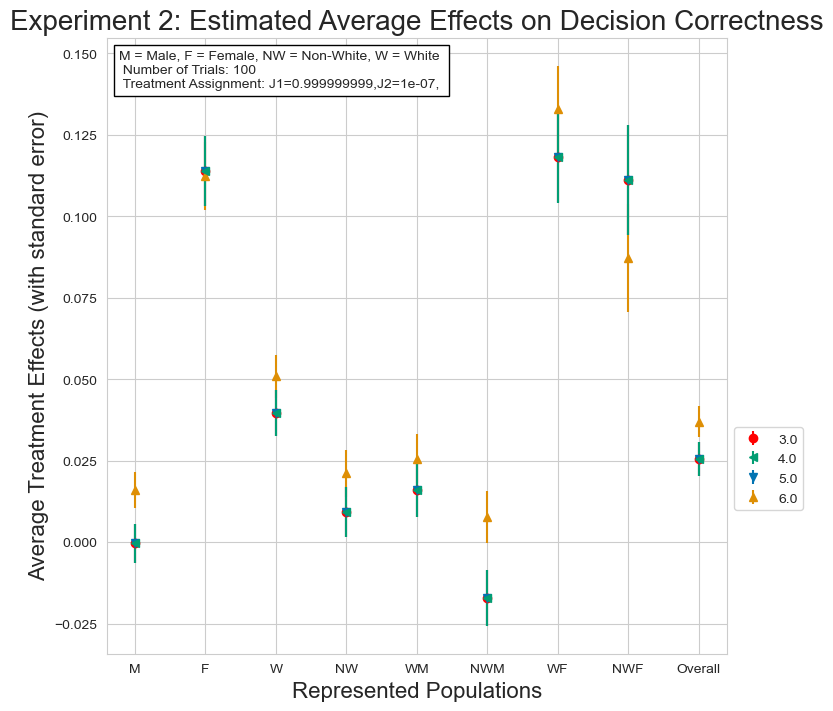 Experiment 2: Estimated Average Effects on Decision Correctness
M = Male, F = Female, NW = Non-White, W = White
Number of Trials: 100
Treatment Assignment: J1=0.999999999,J2=1e-07,
Average Treatment Effects (with standard error)
0.150
0.125
0.100
0.075
0.050
0.025
0.000
−0.025
3.0
4.0
5.0
6.0
M F W NW WM NWM WF NWF Overall
Represented Populations